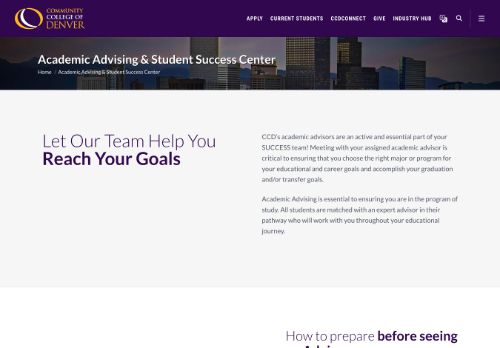 COMMUNITY
COLLEGE OF
DENVER
APPLY CURRENT STUDENTS CCDCONNECT GIVE INDUSTRY HUB
Academic Advising & Student Success Center
Home / Academic Advising & Student Success Center
Let Our Team Help You
Reach Your Goals
CCD's academic advisors are an active and essential part of your
SUCCESS team! Meeting with your assigned academic advisor is
critical to ensuring that you choose the right major or program for
your educational and career goals and accomplish your graduation
and/or transfer goals.
Academic Advising is essential to ensuring you are in the program of
study. All students are matched with an expert advisor in their
pathway who will work with you throughout your educational
journey.
How to prepare before seeing